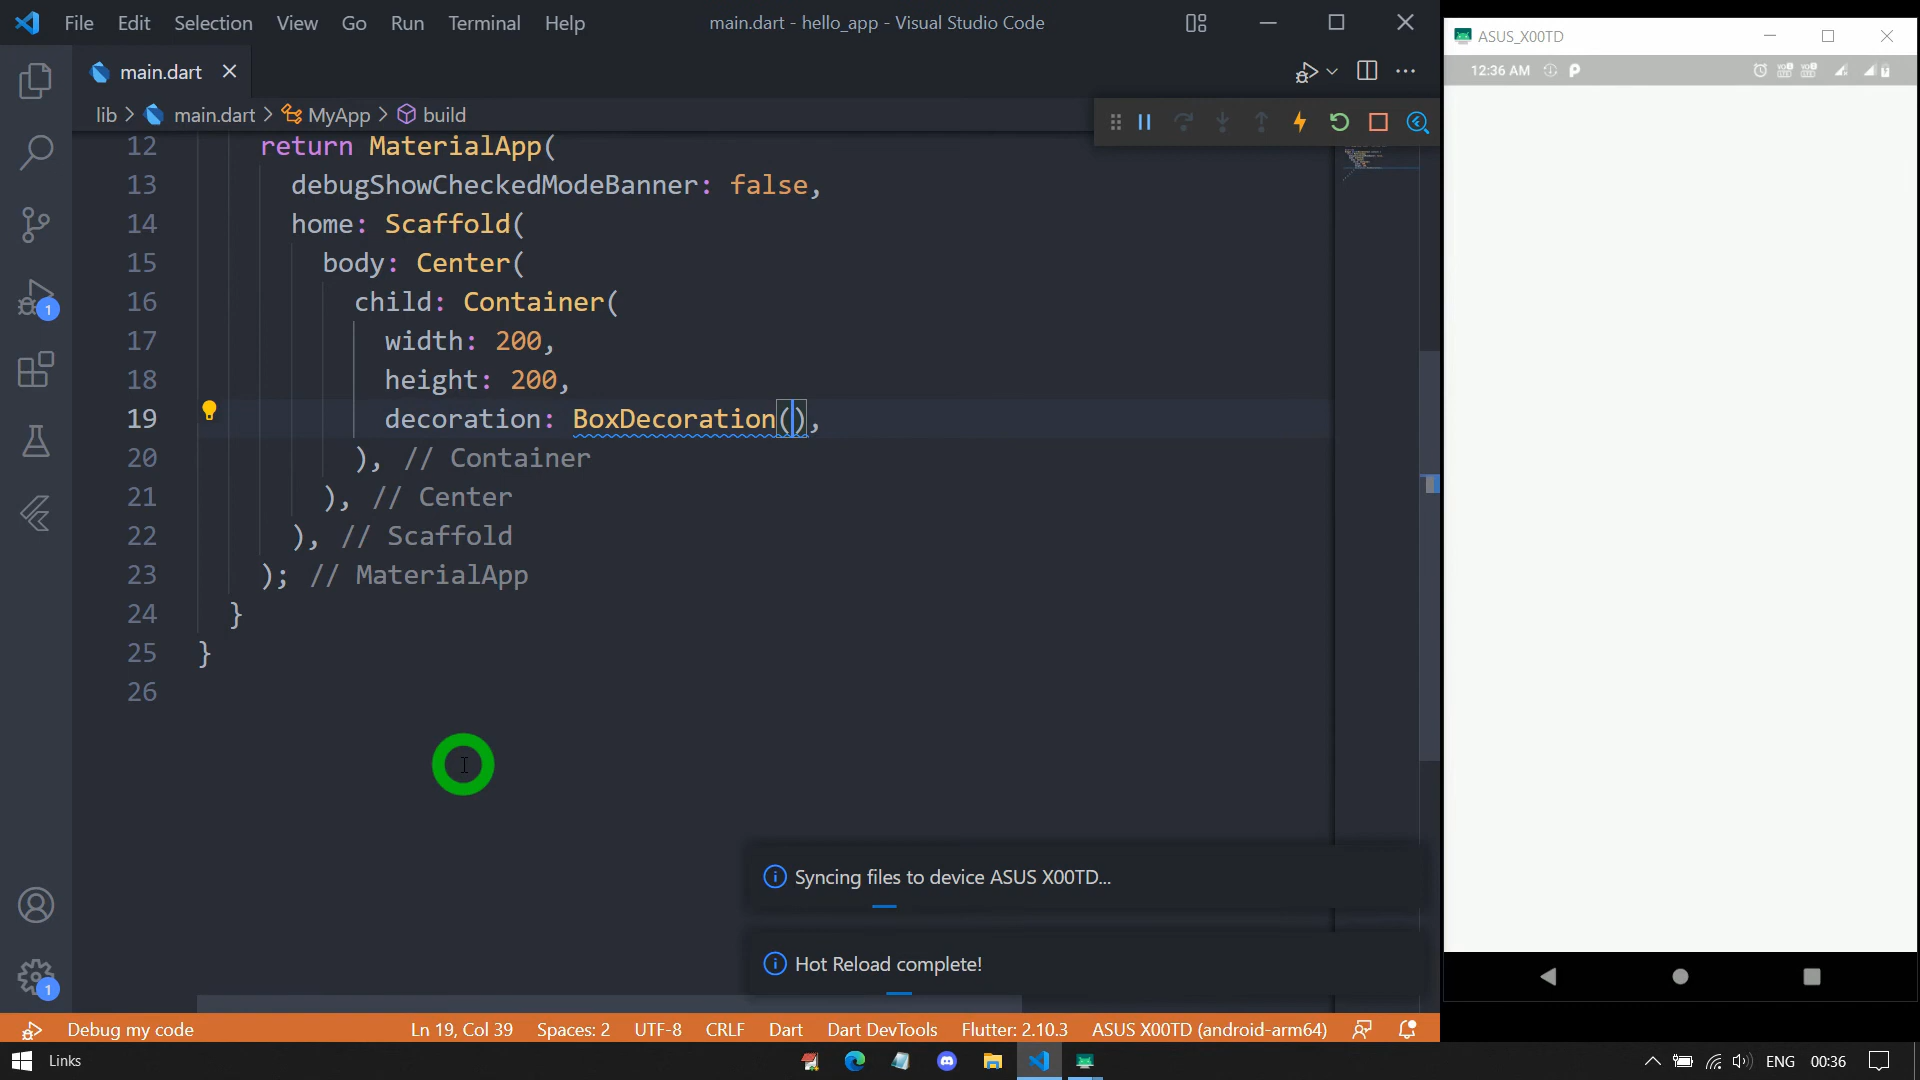 File Edit Selection View Go Run Terminal Help
main.dart - hello_app - Visual Studio Code
main.dart
lib > main.dart > MyApp > build
12 return MaterialApp(
13 debugShowCheckedModeBanner: false,
14 home: Scaffold(
15 body: Center(
16 child: Container(
17 width: 200,
18 height: 200,
19 decoration: BoxDecoration(),
20 ), // Container
21 ), // Center
22 ), // Scaffold
23 ); // MaterialApp
24 }
25 }
26
1
1
Syncing files to device ASUS X00TD...
Hot Reload complete!
Debug my code
Ln 19, Col 39 Spaces: 2 UTF-8 CRLF Dart Dart DevTools Flutter: 2.10.3 ASUS X00TD (android-arm64)
ASUS_X00TD
12:36 AM
Links
ENG 00:36